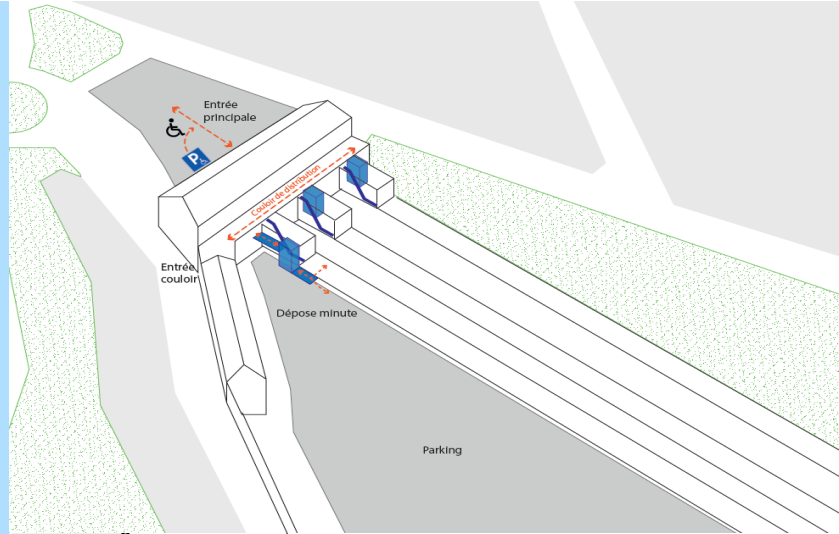 Entrée
principale
P
Couloir de distribution
Entrée
couloir
Dépose minute
Parking